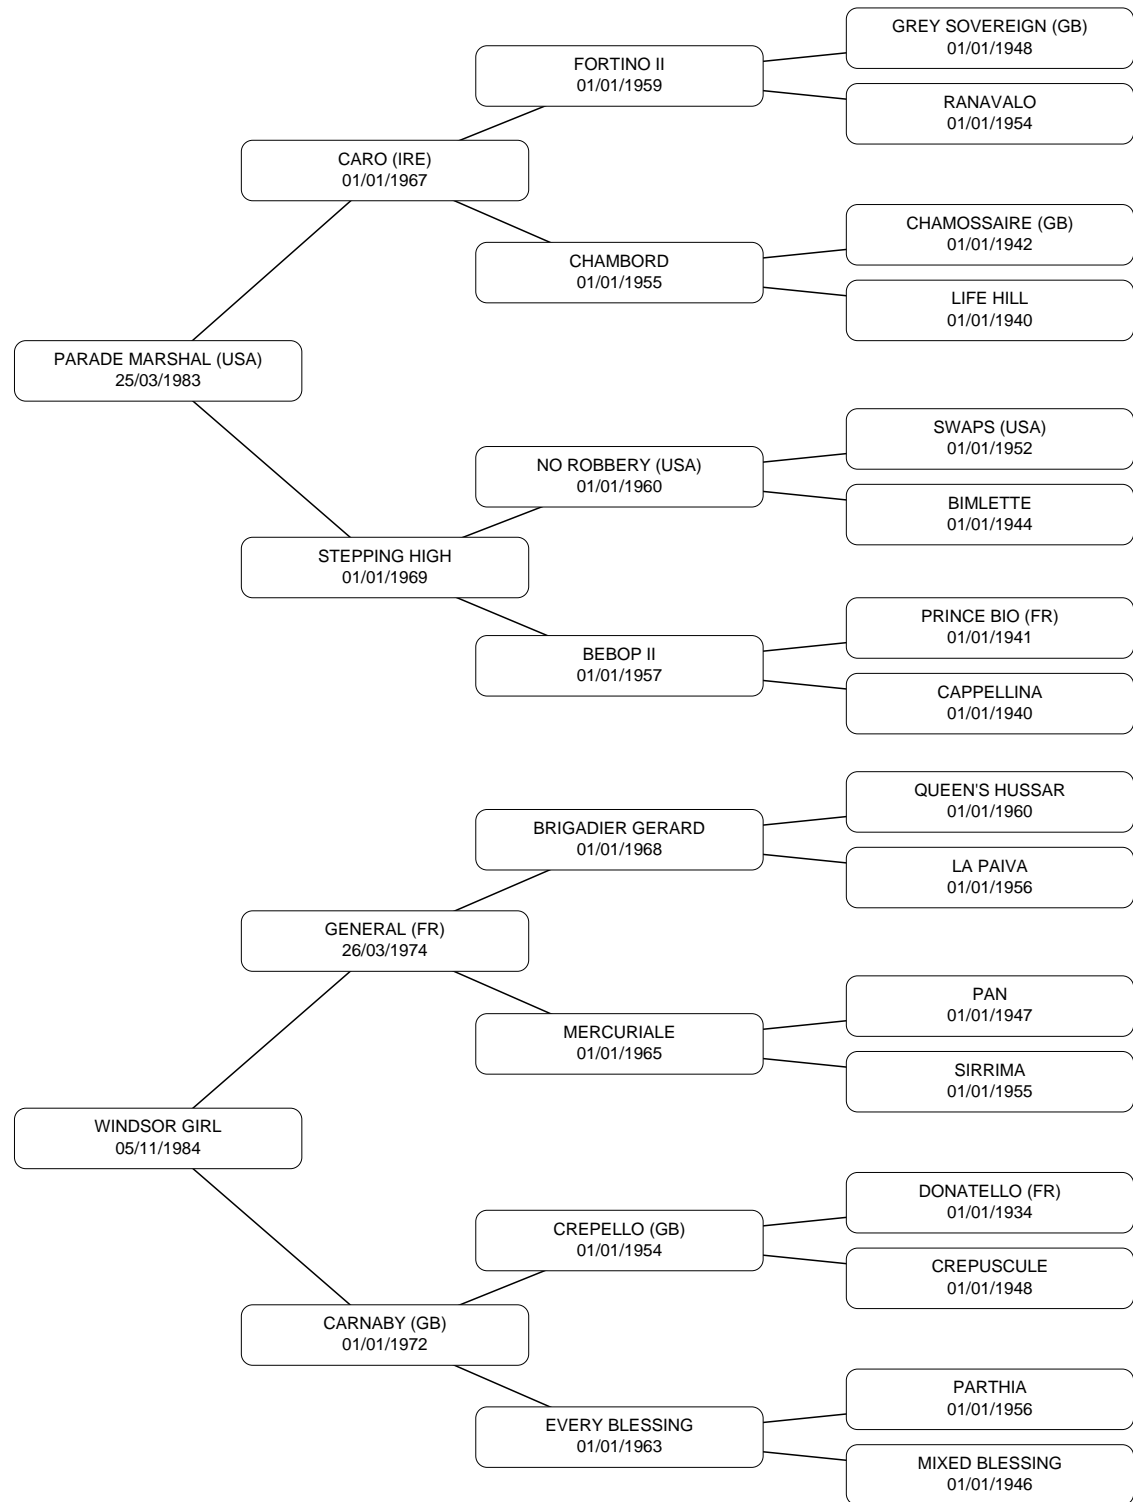 GREY SOVEREIGN (GB)
01/01/1948
FORTINO II
01/01/1959
RANAVALO
01/01/1954
CARO (IRE)
01/01/1967
CHAMOSSAIRE (GB)
01/01/1942
CHAMBORD
01/01/1955
LIFE HILL
01/01/1940
PARADE MARSHAL (USA)
25/03/1983
SWAPS (USA)
01/01/1952
NO ROBBERY (USA)
01/01/1960
BIMLETTE
01/01/1944
STEPPING HIGH
01/01/1969
PRINCE BIO (FR)
01/01/1941
BEBOP II
01/01/1957
CAPPELLINA
01/01/1940
QUEEN'S HUSSAR
01/01/1960
BRIGADIER GERARD
01/01/1968
LA PAIVA
01/01/1956
GENERAL (FR)
26/03/1974
PAN
01/01/1947
MERCURIALE
01/01/1965
SIRRIMA
01/01/1955
WINDSOR GIRL
05/11/1984
DONATELLO (FR)
01/01/1934
CREPELLO (GB)
01/01/1954
CREPUSCULE
01/01/1948
CARNABY (GB)
01/01/1972
PARTHIA
01/01/1956
EVERY BLESSING
01/01/1963
MIXED BLESSING
01/01/1946